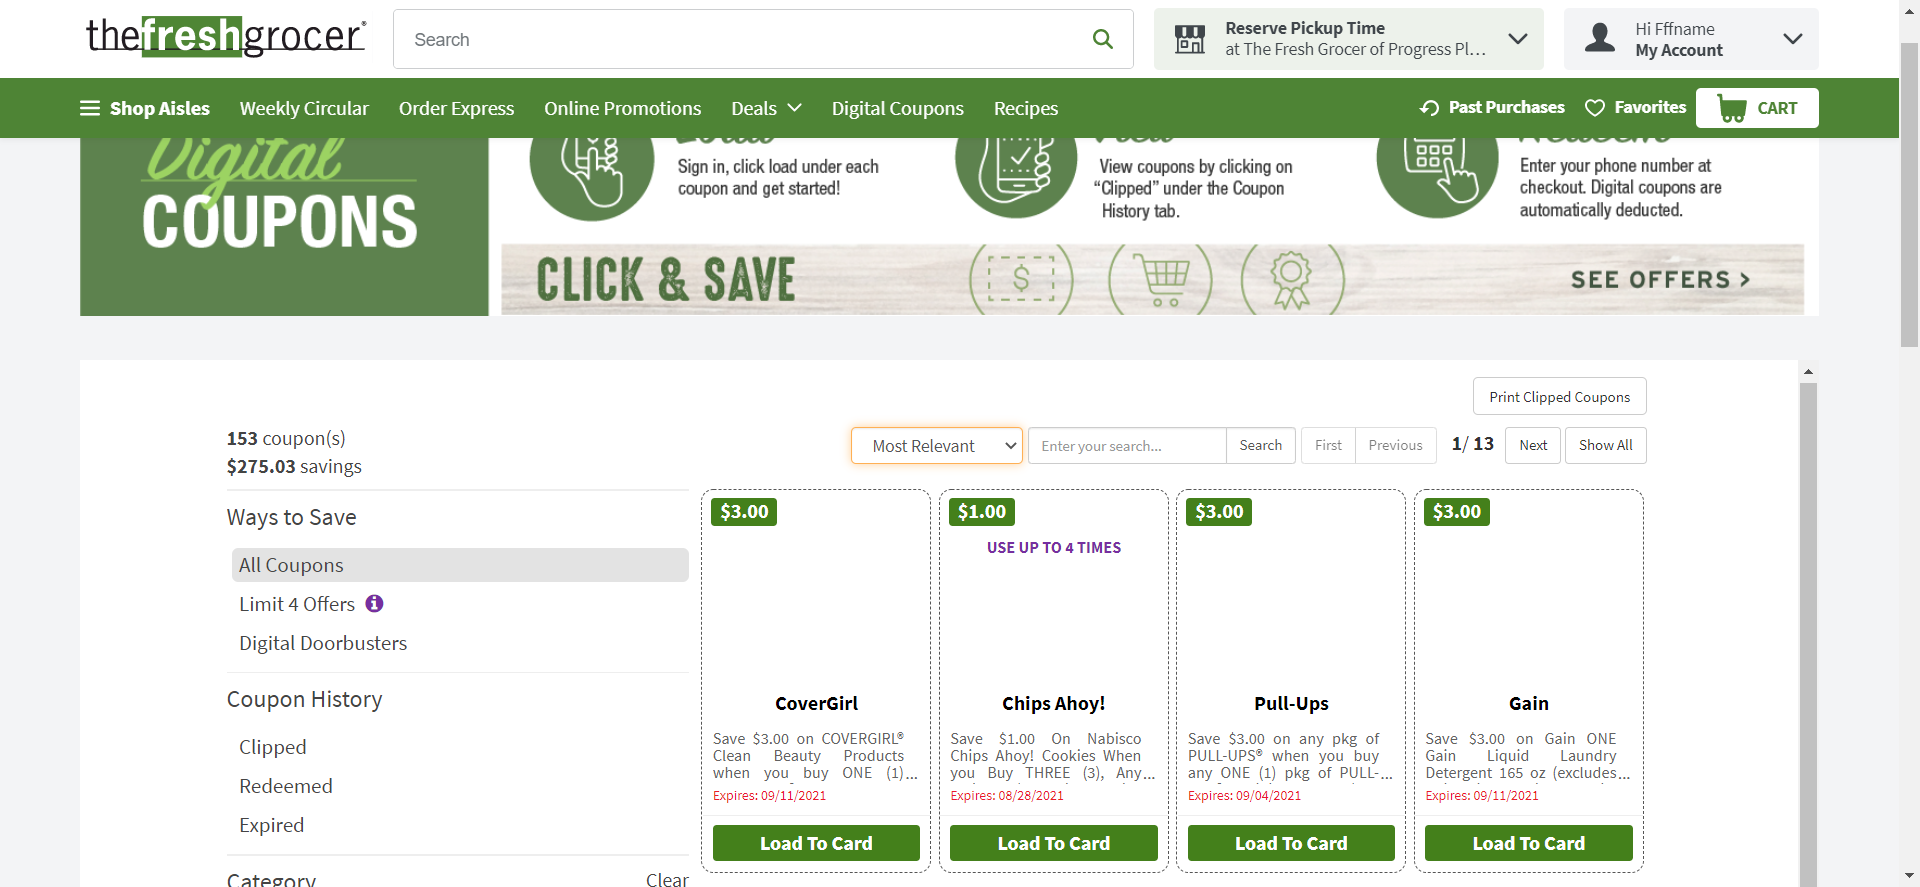 thefreshgrocer®
Search
Reserve Pickup Time
at The Fresh Grocer of Progress Pl...
Hi Fffname
My Account
Shop Aisles
Weekly Circular
Order Express
Online Promotions
Deals
Digital Coupons
Recipes
Past Purchases
Favorites
CART
Digital
COUPONS
Sign in, click load under each
coupon and get started!
View coupons by clicking on
“Clipped” under the Coupon
History tab.
Enter your phone number at
checkout. Digital coupons are
automatically deducted.
CLICK & SAVE
$
SEE OFFERS >
Print Clipped Coupons
153 coupon(s)
$275.03 savings
Most Relevant
Enter your search...
Search
First
Previous
1/ 13
Next
Show All
Ways to Save
All Coupons
Limit 4 Offers
Digital Doorbusters
Coupon History
Clipped
Redeemed
Expired
Category
Clear
$3.00
CoverGirl
Save $3.00 on COVERGIRL®
Clean Beauty Products
when you buy ONE (1)...
Expires: 09/11/2021
Load To Card
$1.00
USE UP TO 4 TIMES
Chips Ahoy!
Save $1.00 On Nabisco
Chips Ahoy! Cookies When
you Buy THREE (3), Any...
Expires: 08/28/2021
Load To Card
$3.00
Pull-Ups
Save $3.00 on any pkg of
PULL-UPS® when you buy
any ONE (1) pkg of PULL-...
Expires: 09/04/2021
Load To Card
$3.00
Gain
Save $3.00 on Gain ONE
Gain Liquid Laundry
Detergent 165 oz (excludes...
Expires: 09/11/2021
Load To Card